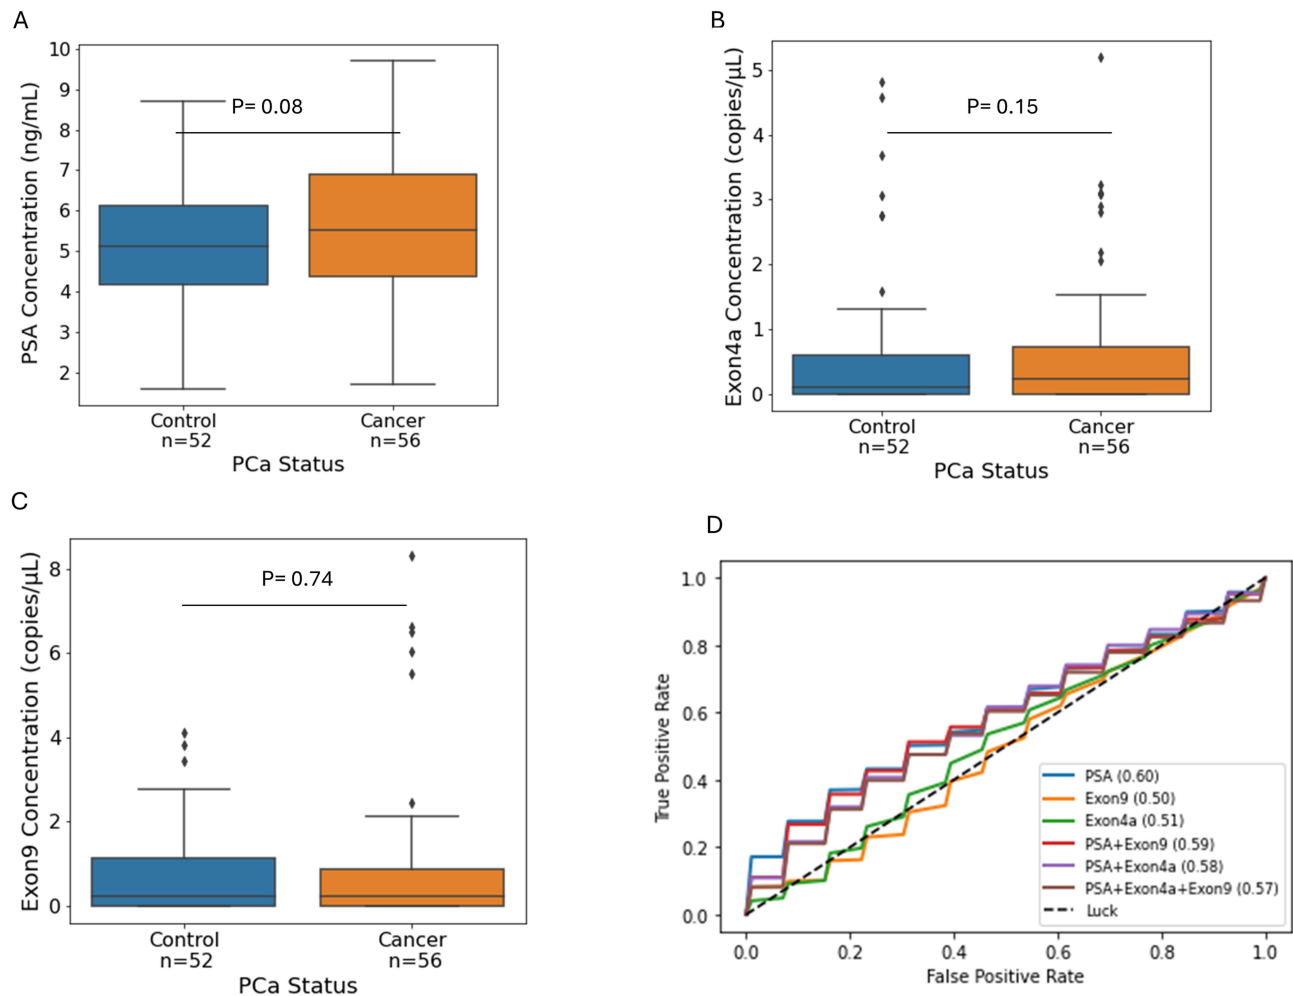 A
PSA Concentration (ng/mL)
10
9
8
7
6
5
4
3
2
P= 0.08
Control
n=52
Cancer
n=56
PCa Status
B
Exon4a Concentration (copies/µL)
5
4
3
2
1
0
P= 0.15
Control
n=52
Cancer
n=56
PCa Status
C
Exon9 Concentration (copies/µL)
8
6
4
2
0
P= 0.74
Control
n=52
Cancer
n=56
PCa Status
D
True Positive Rate
1.0
0.8
0.6
0.4
0.2
0.0
PSA (0.60)
Exon9 (0.50)
Exon4a (0.51)
PSA+Exon9 (0.59)
PSA+Exon4a (0.58)
PSA+Exon4a+Exon9 (0.57)
Luck
0.0 0.2 0.4 0.6 0.8 1.0
False Positive Rate